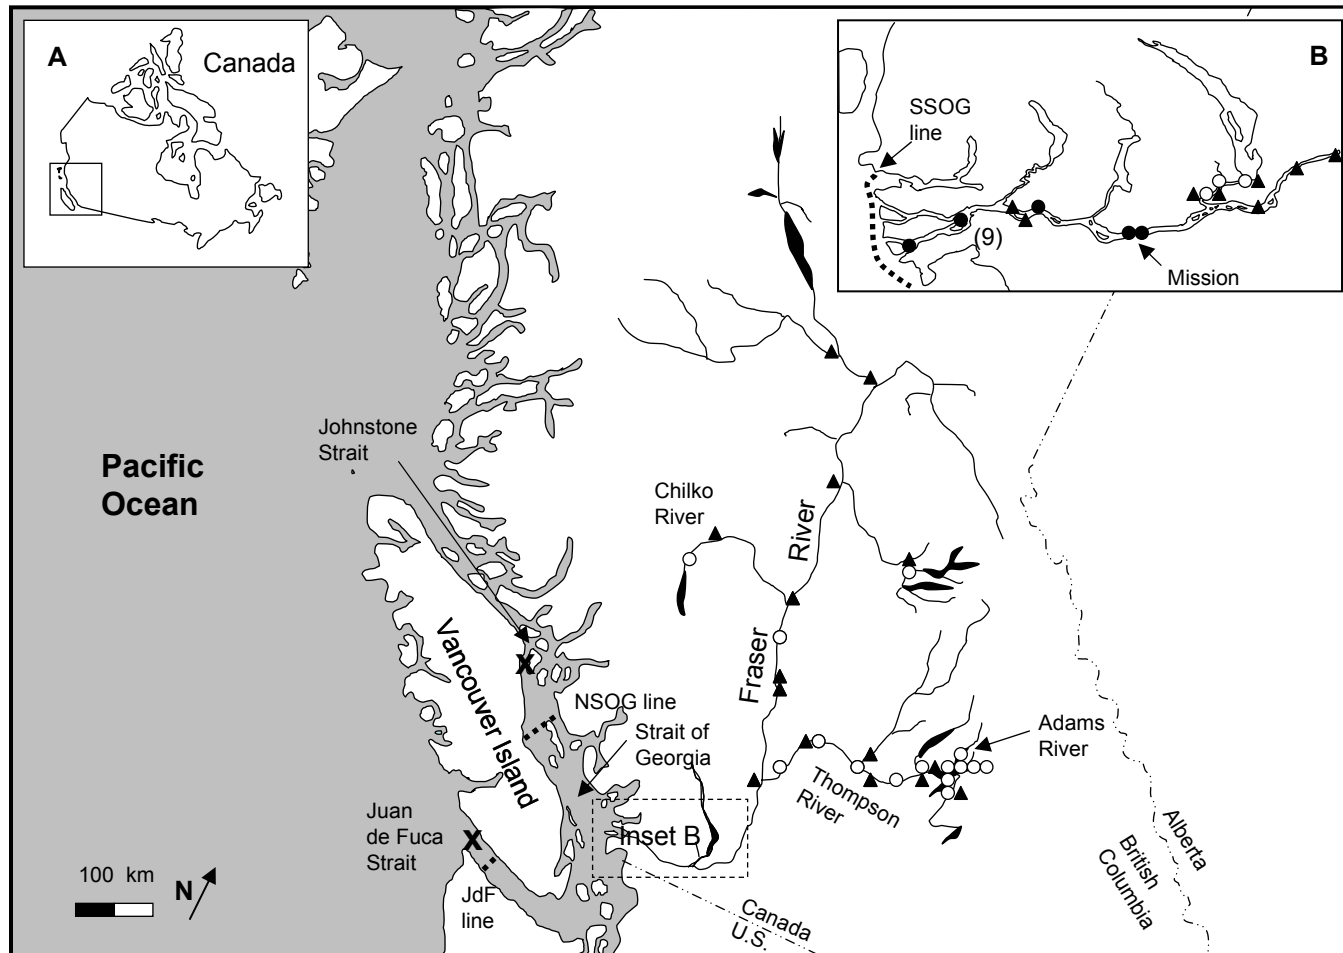 A
Canada
B
SSOG
line
(9)
Mission
Johnstone
Strait
Pacific
Ocean
Chilko
River
River
Fraser
Vancouver Island
X
NSOG line
Strait of
Georgia
Adams
River
Thompson
River
Juan
de Fuca
Strait
X
JdF
line
Inset B
100 km
N
Canada
U.S.
Alberta
British
Columbia